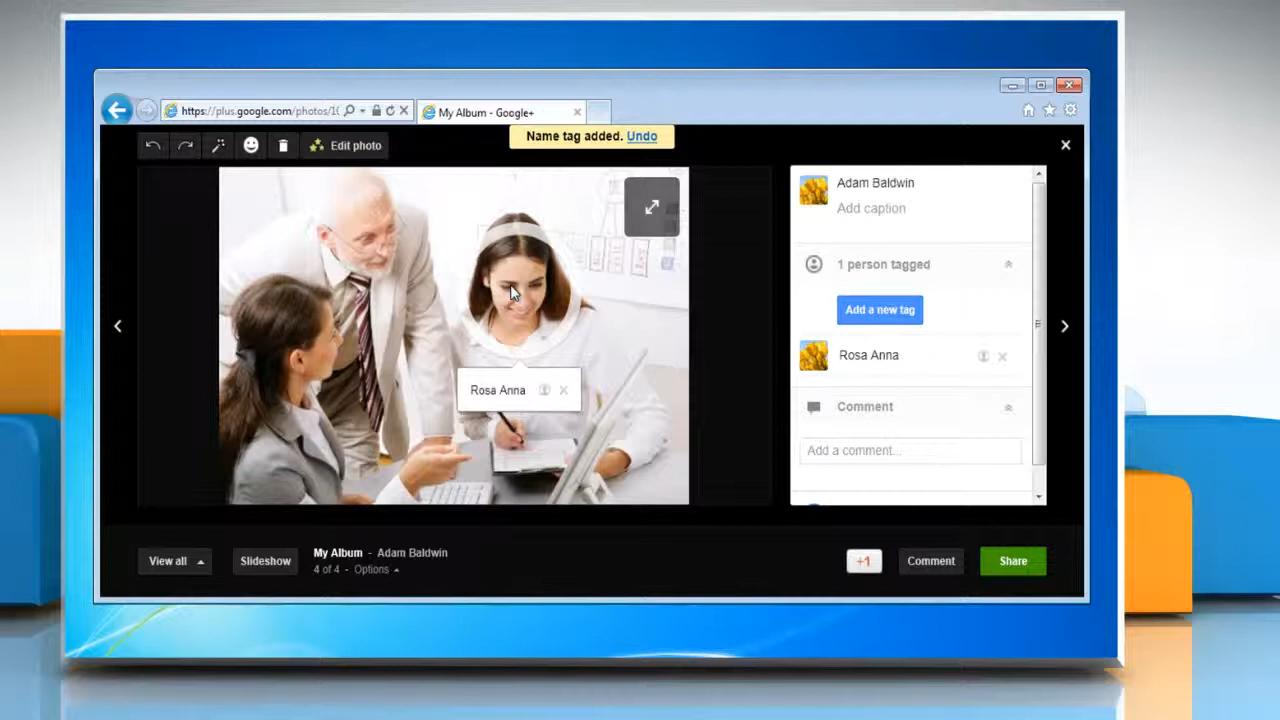 https://plus.google.com/photos/1
My Album - Google+
Name tag added. Undo
Edit photo
Adam Baldwin
Add caption
1 person tagged
Add a new tag
Rosa Anna
Rosa Anna
Comment
Add a comment...
View all
Slideshow
My Album - Adam Baldwin
4 of 4 - Options
+1
Comment
Share